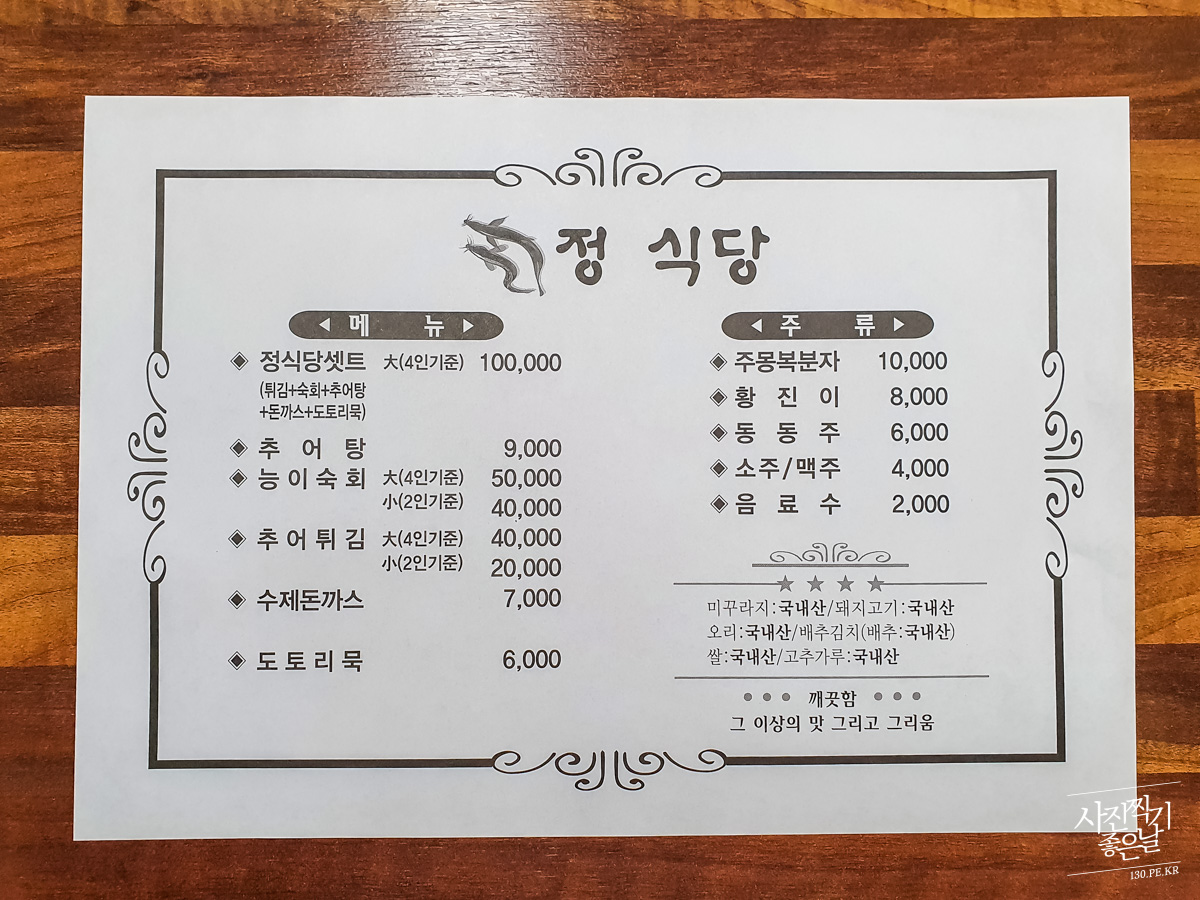 정 식당
◀ 메 뉴 ▶
◈ 정식당셋트 大(4인기준) 100,000
(튀김+숙회+추어탕
+돈까스+도토리묵)
◈ 추 어 탕 9,000
◈ 능이숙회 大(4인기준) 50,000
小(2인기준) 40,000
◈ 추어튀김 大(4인기준) 40,000
小(2인기준) 20,000
◈ 수제돈까스 7,000
◈ 도토리묵 6,000
◀ 주 류 ▶
◈ 주몽복분자 10,000
◈ 황 진 이 8,000
◈ 동 동 주 6,000
◈ 소주/맥주 4,000
◈ 음 료 수 2,000
미꾸라지:국내산/돼지고기:국내산
오리:국내산/배추김치(배추:국내산)
쌀:국내산/고추가루:국내산
깨끗함
그 이상의 맛 그리고 그리움
사진찍기
좋은날
130.PE.KR